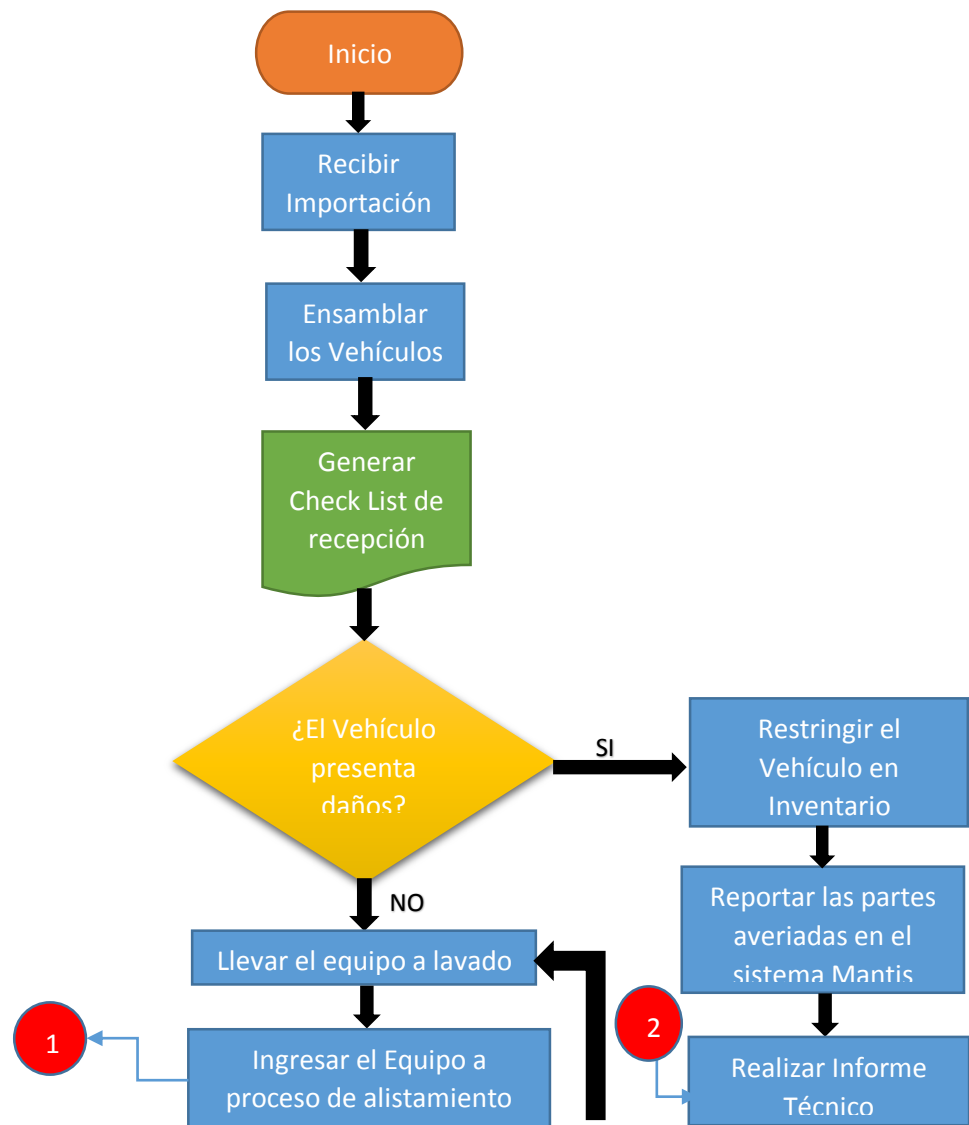 Inicio
Recibir
Importación
Ensamblar
los Vehículos
Generar
Check List de
recepción
¿El Vehículo
presenta
daños?
SI
Restringir el
Vehículo en
Inventario
NO
Reportar las partes
averiadas en el
sistema Mantis
Llevar el equipo a lavado
1
2
Ingresar el Equipo a
proceso de alistamiento
Realizar Informe
Técnico